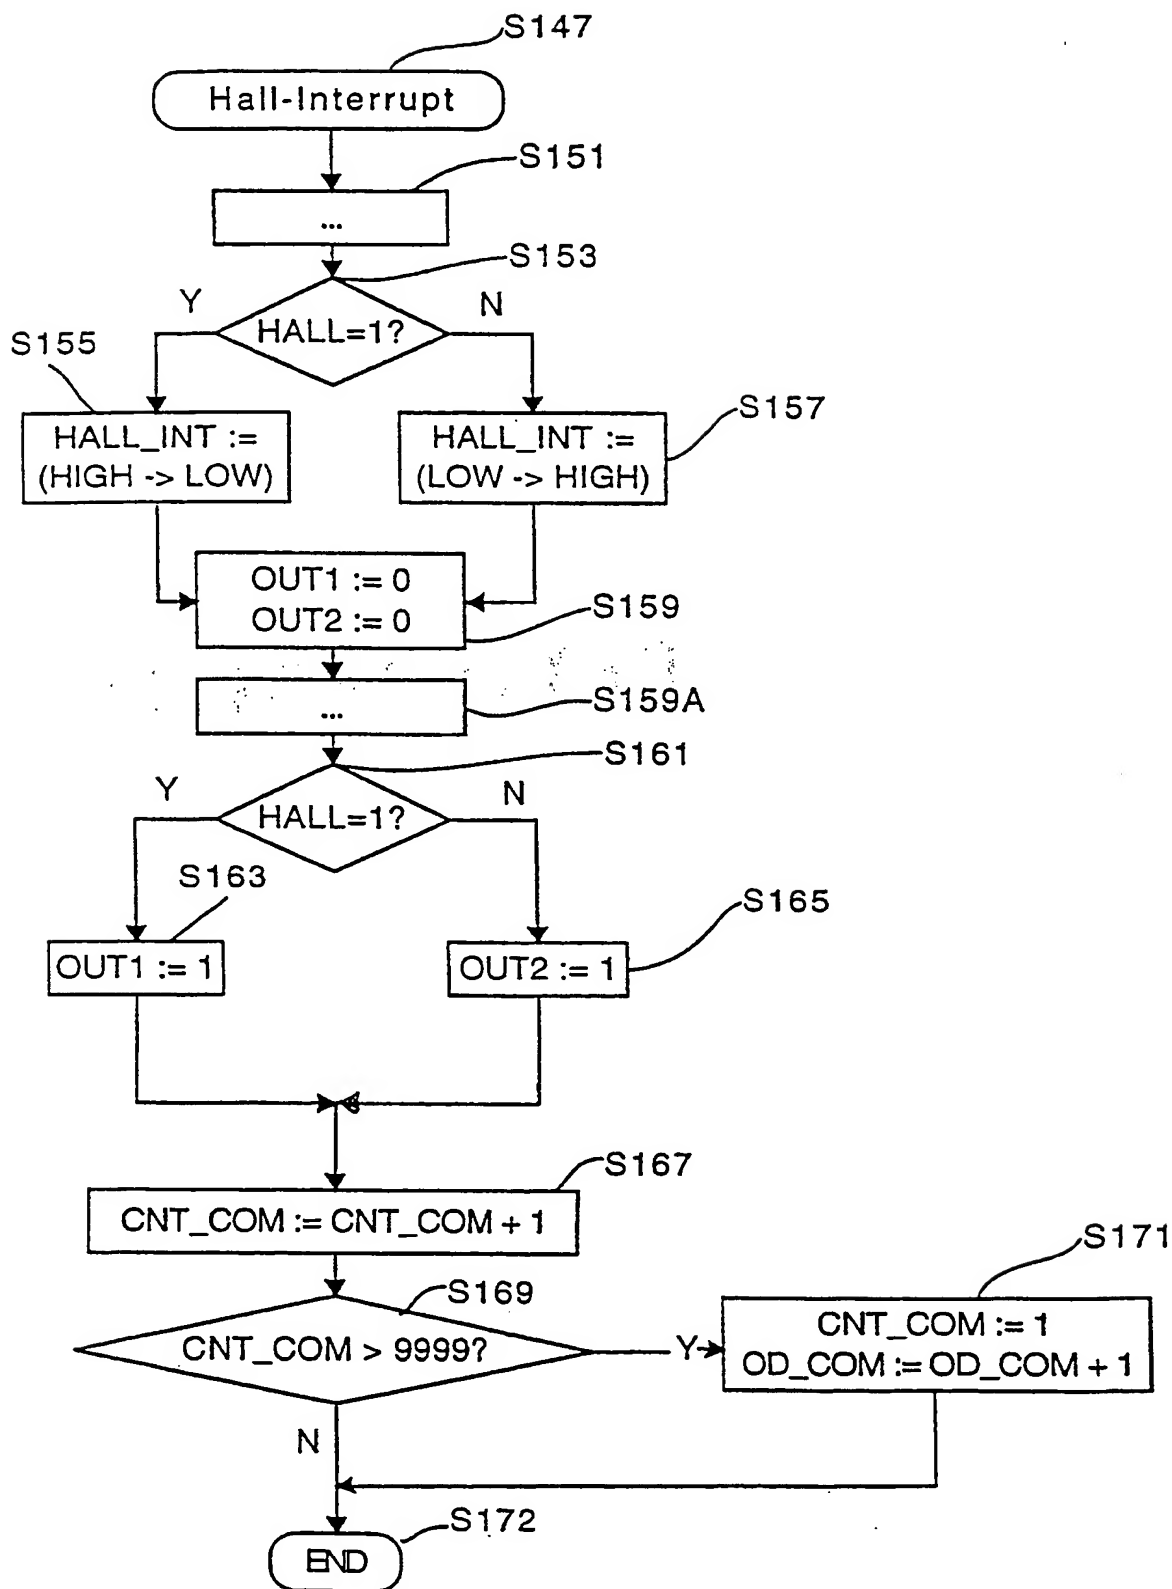 S147
Hall-Interrupt
S151
...
S153
Y
N
HALL=1?
S155
S157
HALL_INT :=
(HIGH -> LOW)
HALL_INT :=
(LOW -> HIGH)
OUT1 := 0
OUT2 := 0
S159
S159A
...
S161
Y
N
HALL=1?
S163
S165
OUT1 := 1
OUT2 := 1
S167
CNT_COM := CNT_COM + 1
S171
S169
CNT_COM > 9999?
Y
CNT_COM := 1
OD_COM := OD_COM + 1
N
S172
END